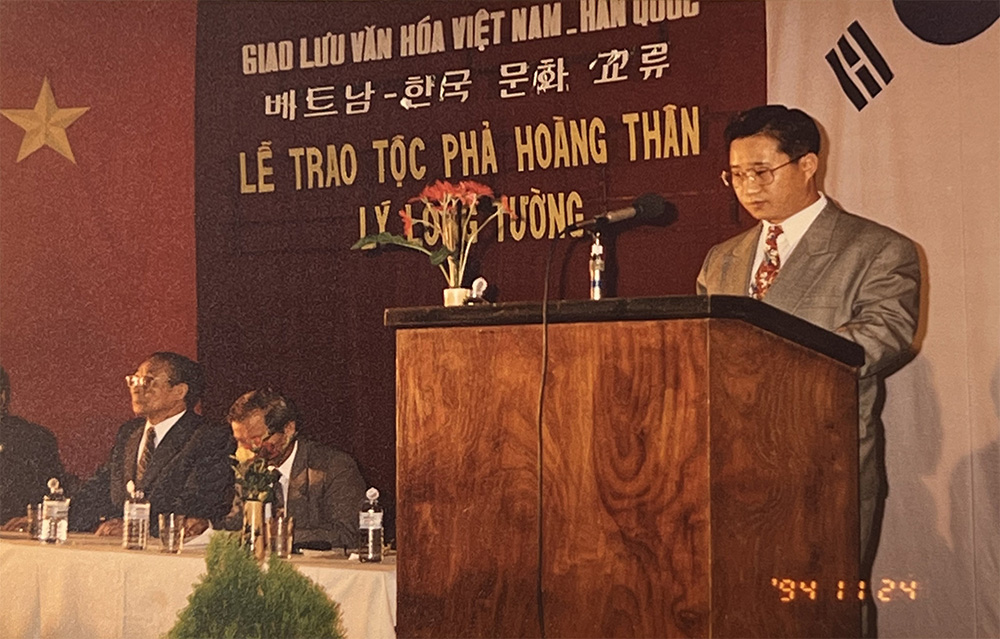 GIAO LƯU VĂN HÓA VIỆT NAM - HÀN QUỐC
베트남-한국 문화 교류
LỄ TRAO TỘC PHẢ HOÀNG THÂN
LÝ LONG TƯỜNG
'94 11 24